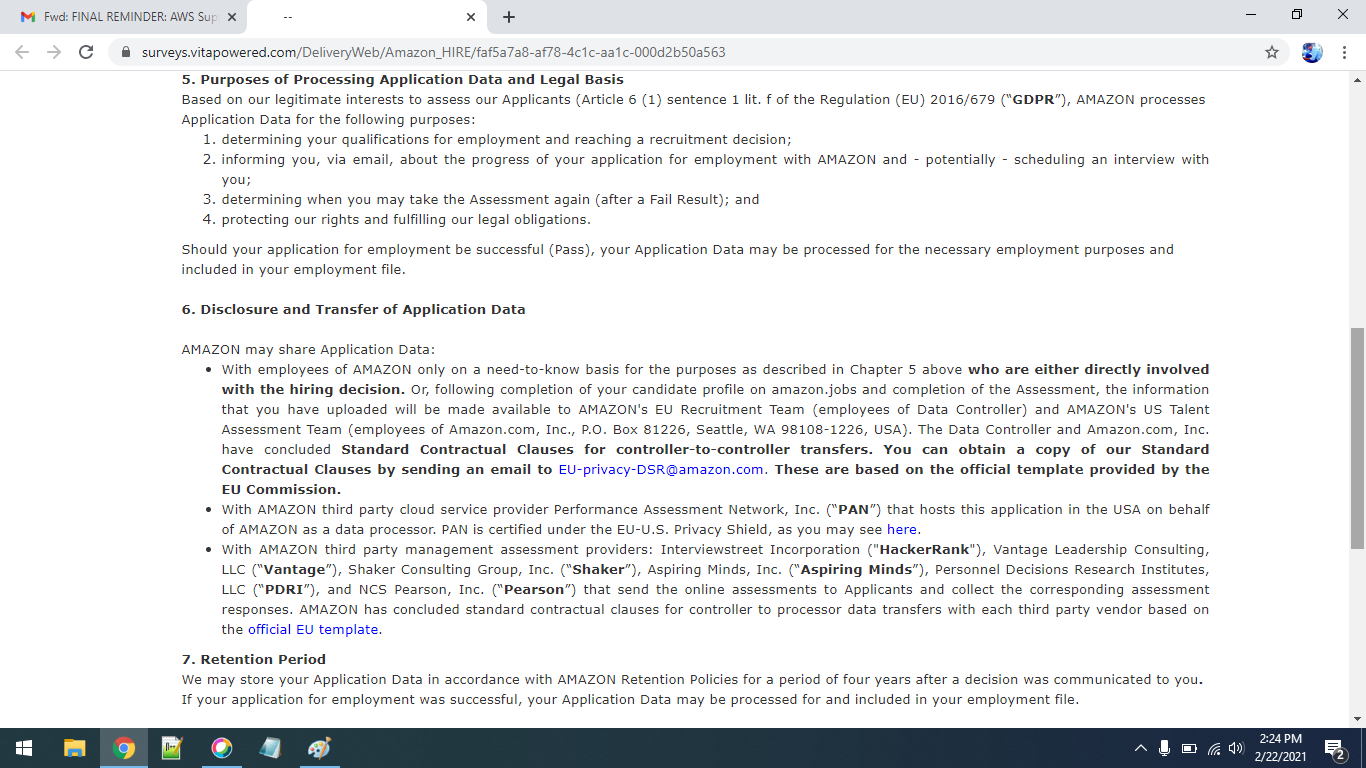 Fwd: FINAL REMINDER: AWS Sup
--
surveys.vitapowered.com/DeliveryWeb/Amazon_HIRE/faf5a7a8-af78-4c1c-aa1c-000d2b50a563
5. Purposes of Processing Application Data and Legal Basis
Based on our legitimate interests to assess our Applicants (Article 6 (1) sentence 1 lit. f of the Regulation (EU) 2016/679 (“GDPR”), AMAZON processes
Application Data for the following purposes:
1. determining your qualifications for employment and reaching a recruitment decision;
2. informing you, via email, about the progress of your application for employment with AMAZON and - potentially - scheduling an interview with
you;
3. determining when you may take the Assessment again (after a Fail Result); and
4. protecting our rights and fulfilling our legal obligations.
Should your application for employment be successful (Pass), your Application Data may be processed for the necessary employment purposes and
included in your employment file.
6. Disclosure and Transfer of Application Data
AMAZON may share Application Data:
• With employees of AMAZON only on a need-to-know basis for the purposes as described in Chapter 5 above who are either directly involved
with the hiring decision. Or, following completion of your candidate profile on amazon.jobs and completion of the Assessment, the information
that you have uploaded will be made available to AMAZON's EU Recruitment Team (employees of Data Controller) and AMAZON's US Talent
Assessment Team (employees of Amazon.com, Inc., P.O. Box 81226, Seattle, WA 98108-1226, USA). The Data Controller and Amazon.com, Inc.
have concluded Standard Contractual Clauses for controller-to-controller transfers. You can obtain a copy of our Standard
Contractual Clauses by sending an email to EU-privacy-DSR@amazon.com. These are based on the official template provided by the
EU Commission.
• With AMAZON third party cloud service provider Performance Assessment Network, Inc. (“PAN”) that hosts this application in the USA on behalf
of AMAZON as a data processor. PAN is certified under the EU-U.S. Privacy Shield, as you may see here.
• With AMAZON third party management assessment providers: Interviewstreet Incorporation ("HackerRank"), Vantage Leadership Consulting,
LLC (“Vantage”), Shaker Consulting Group, Inc. (“Shaker”), Aspiring Minds, Inc. (“Aspiring Minds”), Personnel Decisions Research Institutes,
LLC (“PDRI”), and NCS Pearson, Inc. (“Pearson”) that send the online assessments to Applicants and collect the corresponding assessment
responses. AMAZON has concluded standard contractual clauses for controller to processor data transfers with each third party vendor based on
the official EU template.
7. Retention Period
We may store your Application Data in accordance with AMAZON Retention Policies for a period of four years after a decision was communicated to you.
If your application for employment was successful, your Application Data may be processed for and included in your employment file.
2:24 PM
2/22/2021
2